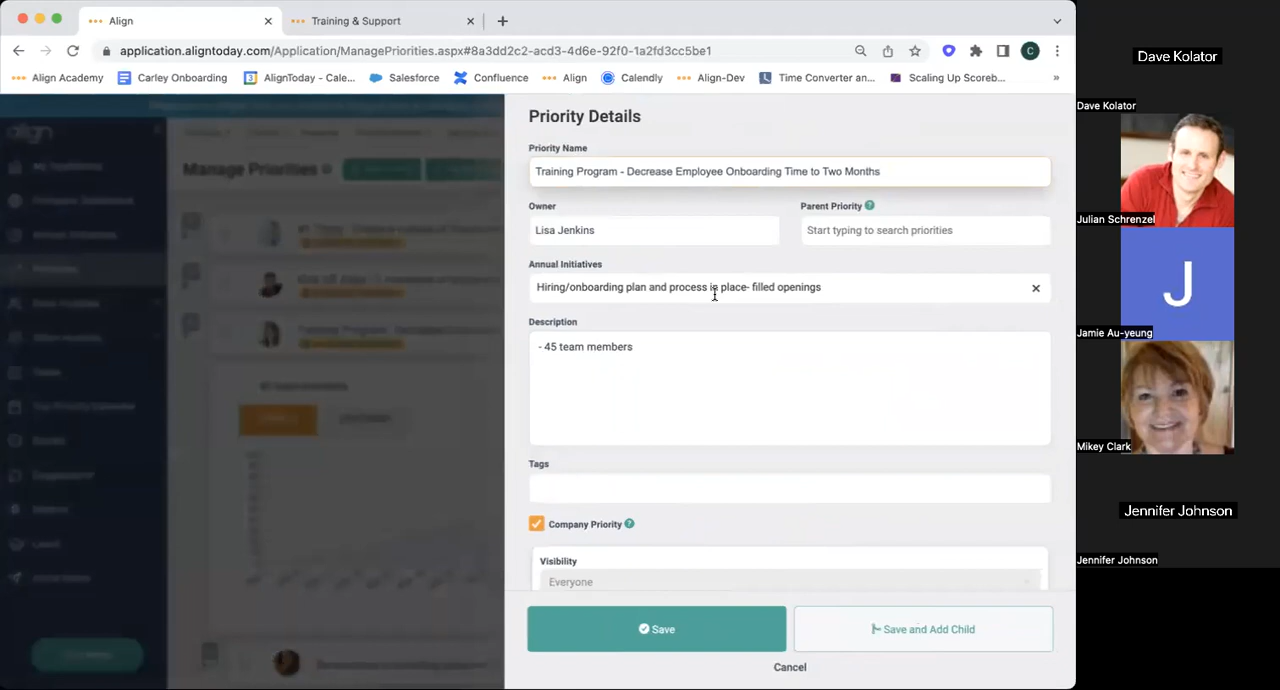 Align
Training & Support
application.aligntoday.com/Application/ManagePriorities.aspx#8a3dd2c2-acd3-4d6e-92f0-1a2fd3cc5be1
C
Align Academy
Carley Onboarding
AlignToday - Cale...
Salesforce
Confluence
Align
Calendly
Align-Dev
Time Converter an...
Scaling Up Scoreb...
»
align
Manage Priorities
Priority Details
Priority Name
Training Program - Decrease Employee Onboarding Time to Two Months
Owner
Parent Priority ?
Lisa Jenkins
Start typing to search priorities
Annual Initiatives
Hiring/onboarding plan and process is place- filled openings
Description
- 45 team members
Tags
Company Priority ?
Visibility
Everyone
Save
Save and Add Child
Cancel
Dave Kolator
Dave Kolator
Julian Schrenzel
J
Jamie Au-yeung
Mikey Clark
Jennifer Johnson
Jennifer Johnson